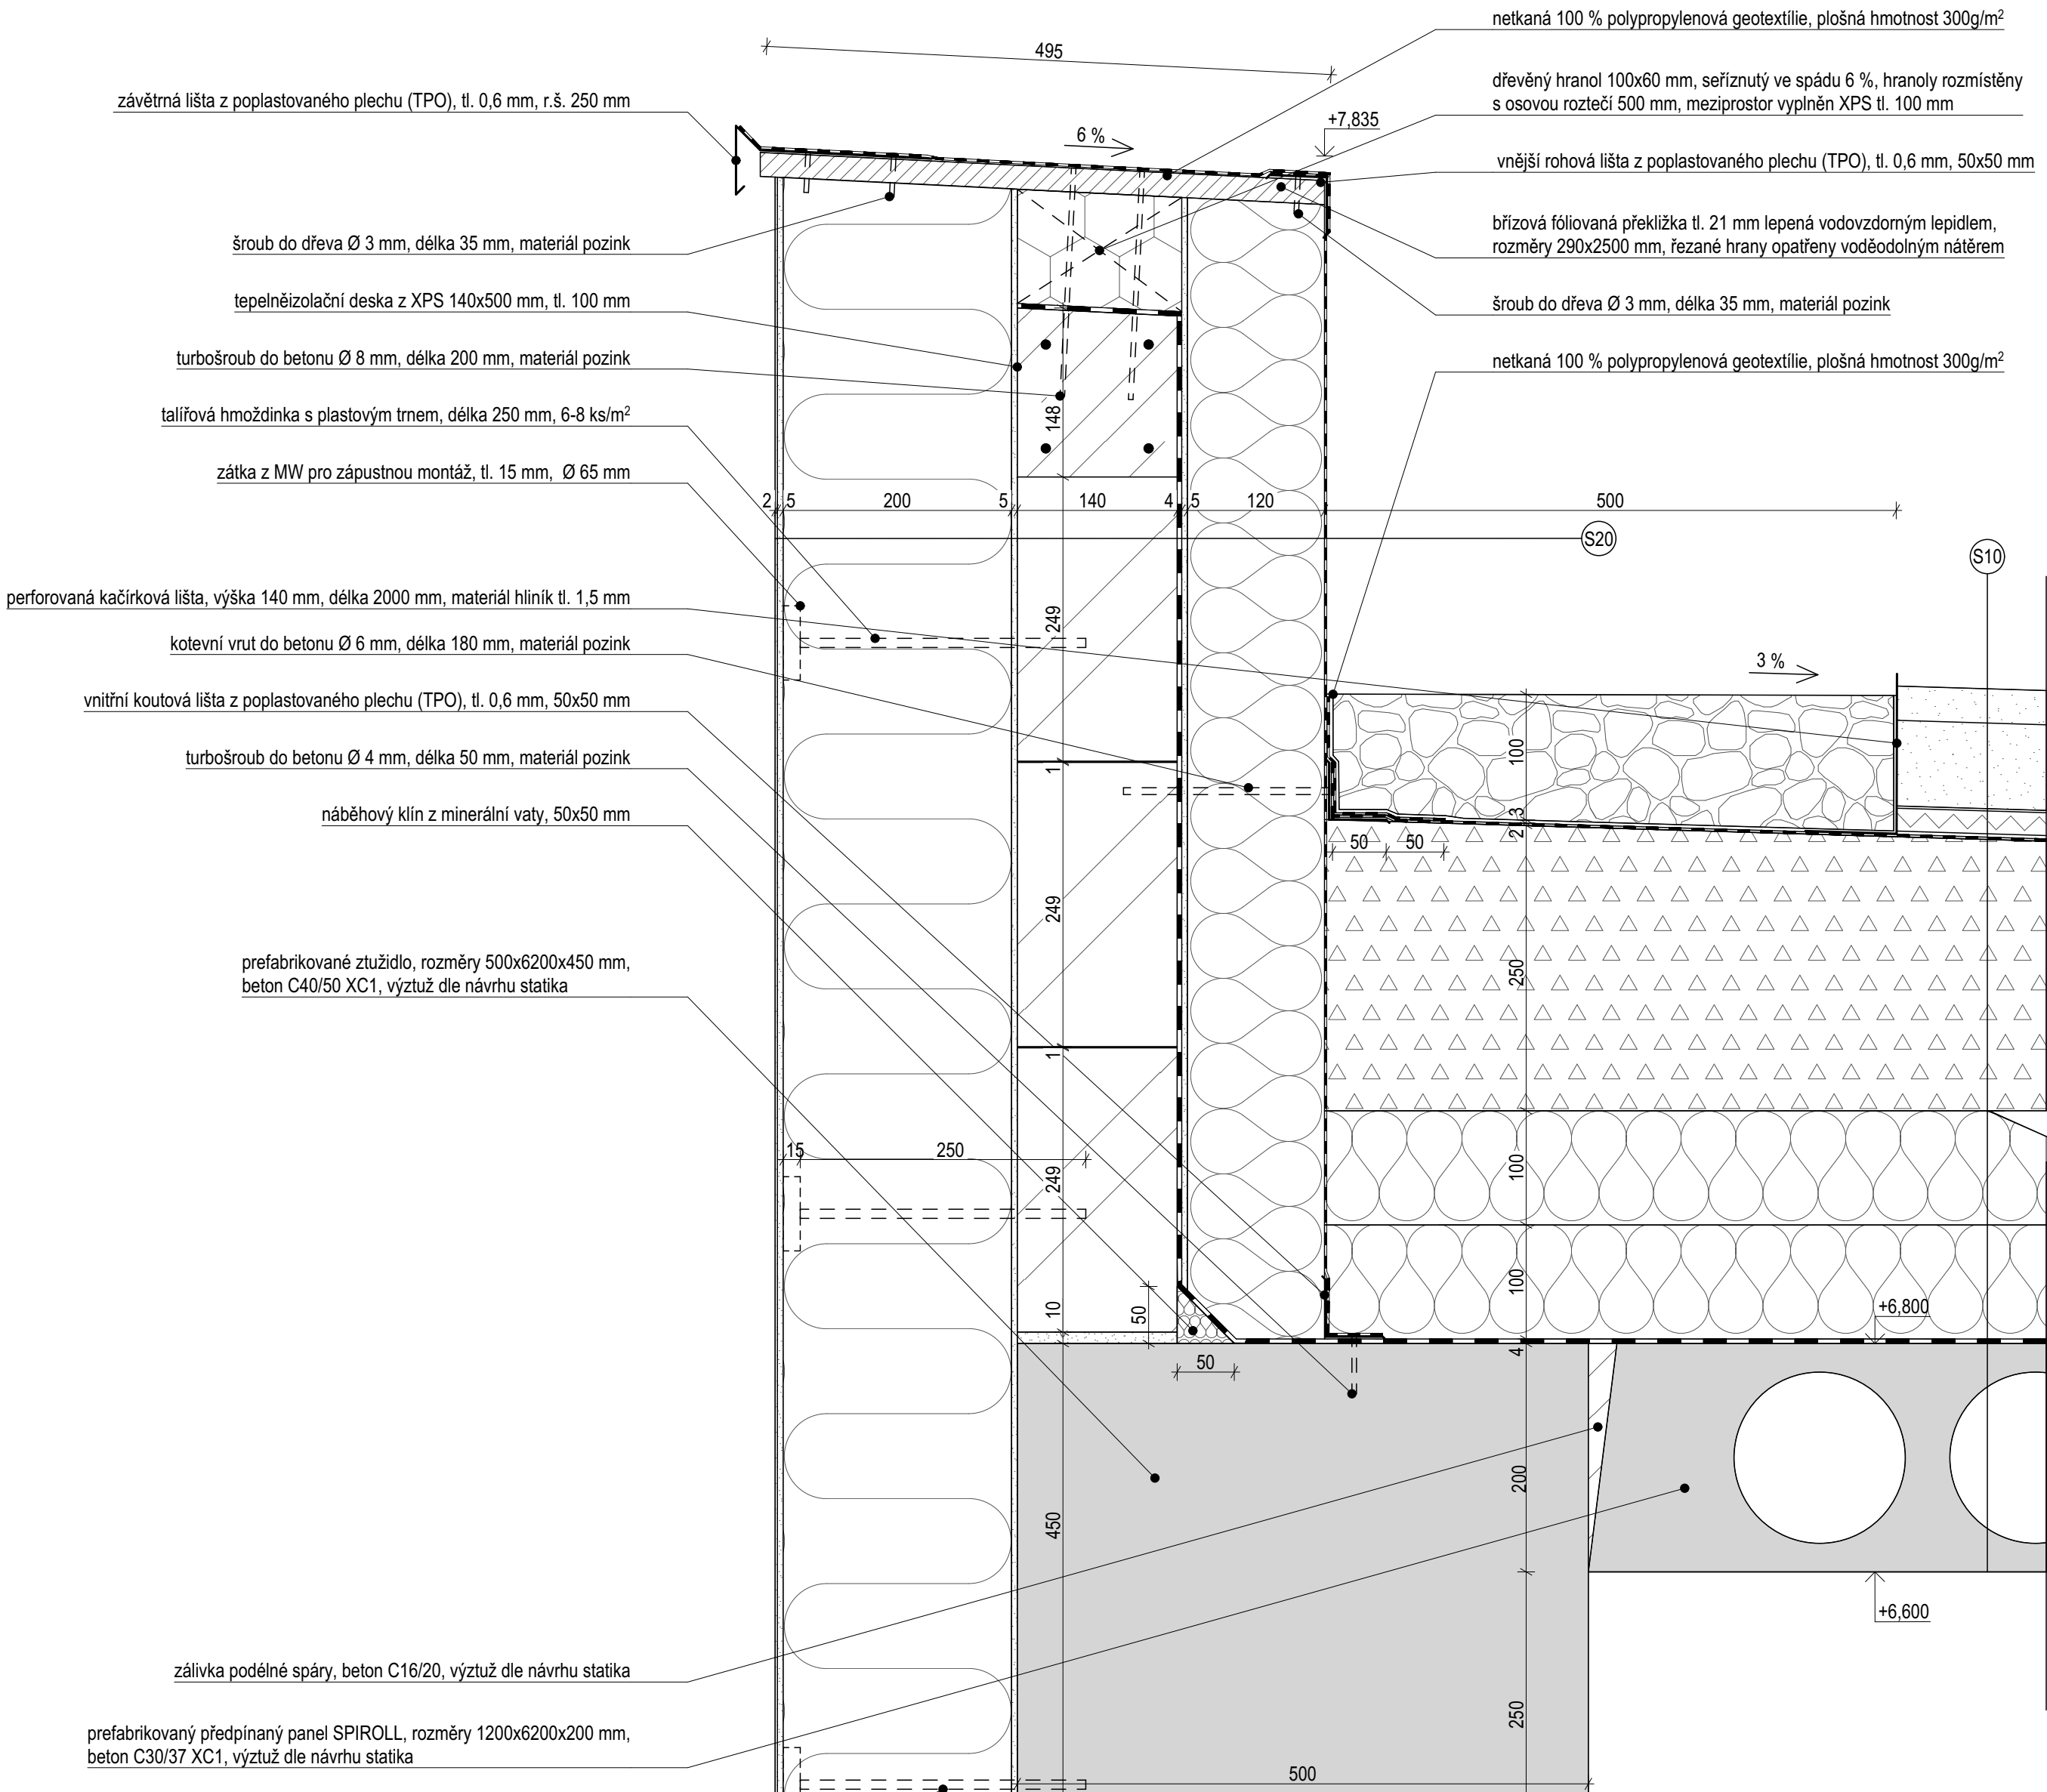 netkaná 100 % polypropylenová geotextílie, plošná hmotnost 300g/m²
495
dřevěný hranol 100x60 mm, seříznutý ve spádu 6 %, hranoly rozmístěny
s osovou roztečí 500 mm, meziprostor vyplněn XPS tl. 100 mm
závětrná lišta z poplastovaného plechu (TPO), tl. 0,6 mm, r.š. 250 mm
+7,835
6 %
vnější rohová lišta z poplastovaného plechu (TPO), tl. 0,6 mm, 50x50 mm
břízová fóliovaná překližka tl. 21 mm lepená vodovzdorným lepidlem,
rozměry 290x2500 mm, řezané hrany opatřeny voděodolným nátěrem
šroub do dřeva Ø 3 mm, délka 35 mm, materiál pozink
tepelněizolační deska z XPS 140x500 mm, tl. 100 mm
šroub do dřeva Ø 3 mm, délka 35 mm, materiál pozink
turbošroub do betonu Ø 8 mm, délka 200 mm, materiál pozink
netkaná 100 % polypropylenová geotextílie, plošná hmotnost 300g/m²
talířová hmoždinka s plastovým trnem, délka 250 mm, 6-8 ks/m²
148
zátka z MW pro zápustnou montáž, tl. 15 mm, Ø 65 mm
2 5 200 5 140 4 5 120 500
S20
S10
perforovaná kačírková lišta, výška 140 mm, délka 2000 mm, materiál hliník tl. 1,5 mm
249
kotevní vrut do betonu Ø 6 mm, délka 180 mm, materiál pozink
3 %
vnitřní koutová lišta z poplastovaného plechu (TPO), tl. 0,6 mm, 50x50 mm
100
turbošroub do betonu Ø 4 mm, délka 50 mm, materiál pozink
1
náběhový klín z minerální vaty, 50x50 mm
2 3
50 50
249
prefabrikované ztužidlo, rozměry 500x6200x450 mm,
beton C40/50 XC1, výztuž dle návrhu statika
250
1
15 250
100
249
100
10
50
+6,800
4
50
200
450
+6,600
zálivka podélné spáry, beton C16/20, výztuž dle návrhu statika
250
prefabrikovaný předpínaný panel SPIROLL, rozměry 1200x6200x200 mm,
beton C30/37 XC1, výztuž dle návrhu statika
500